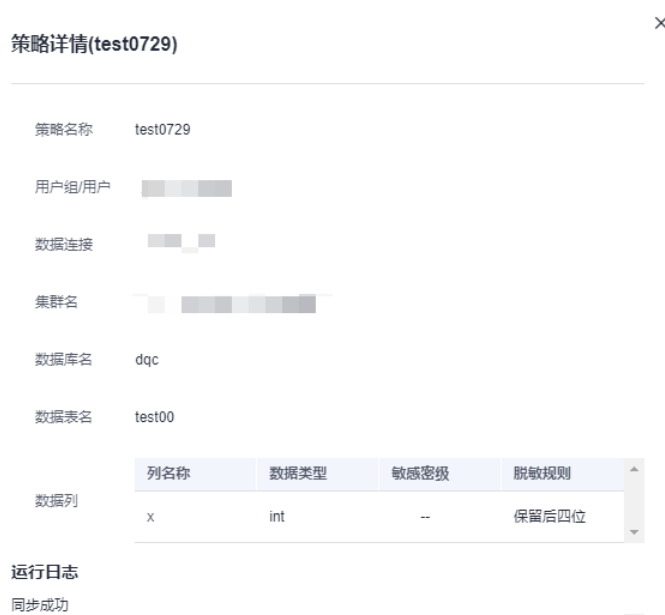 策略详情(test0729)
策略名称 test0729
用户组/用户
数据连接
集群名
数据库名 dqc
数据表名 test00
列名称 数据类型 敏感密级 脱敏规则
数据列
x int -- 保留后四位
运行日志
同步成功